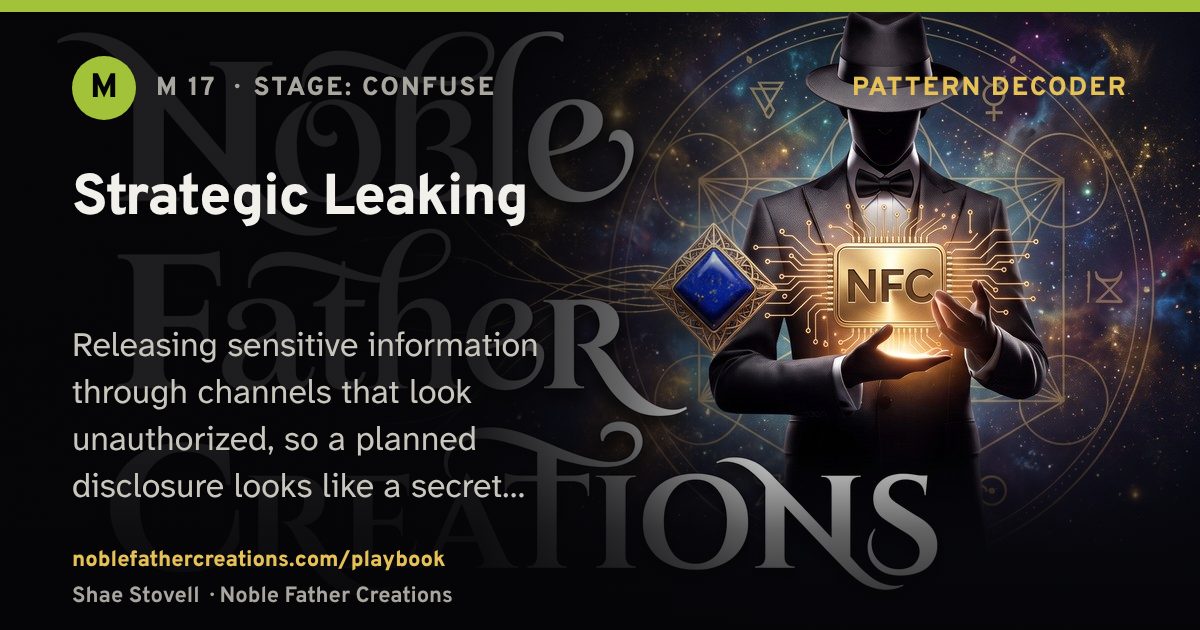 M
M 17 · STAGE: CONFUSE
PATTERN DECODER
Strategic Leaking
Releasing sensitive information
through channels that look
unauthorized, so a planned
disclosure looks like a secret...
noblefathercreations.com/playbook
Shae Stovell · Noble Father Creations
Noble
Father
Creations
NFC